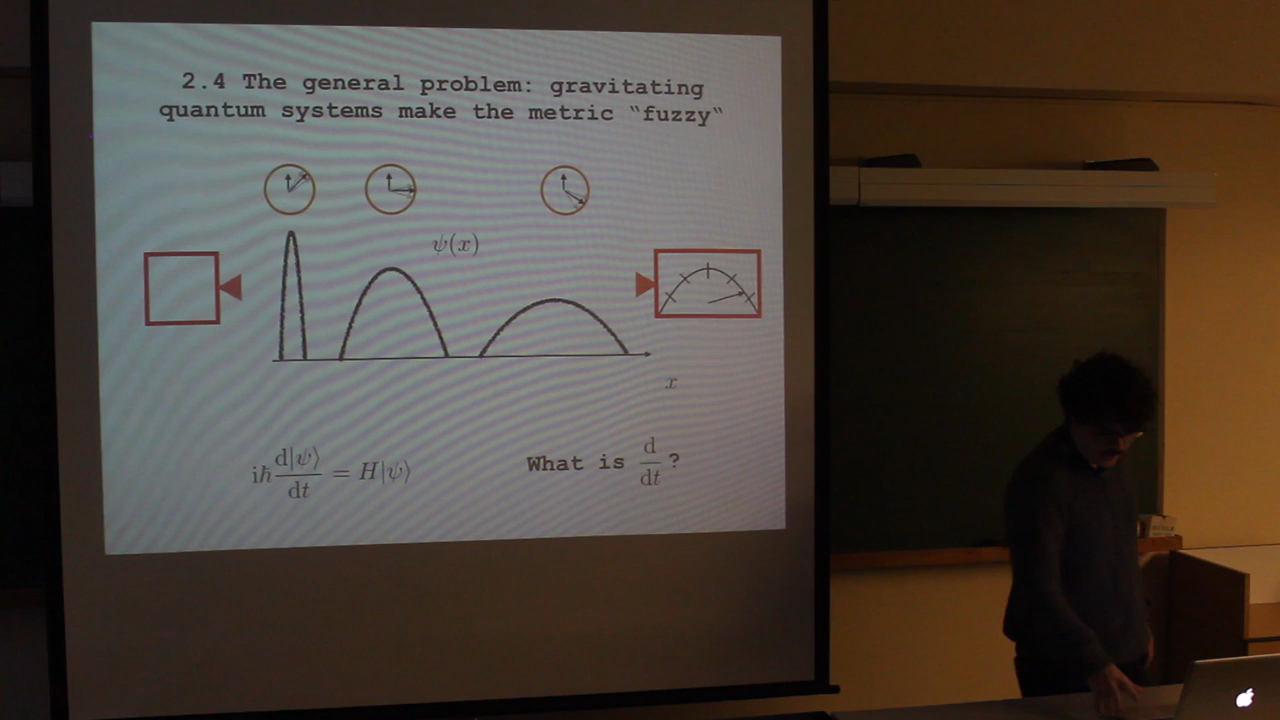 2.4 The general problem: gravitating
quantum systems make the metric “fuzzy“
ψ(x)
x
iħ d|ψ⟩/dt = H|ψ⟩
What is d/dt ?